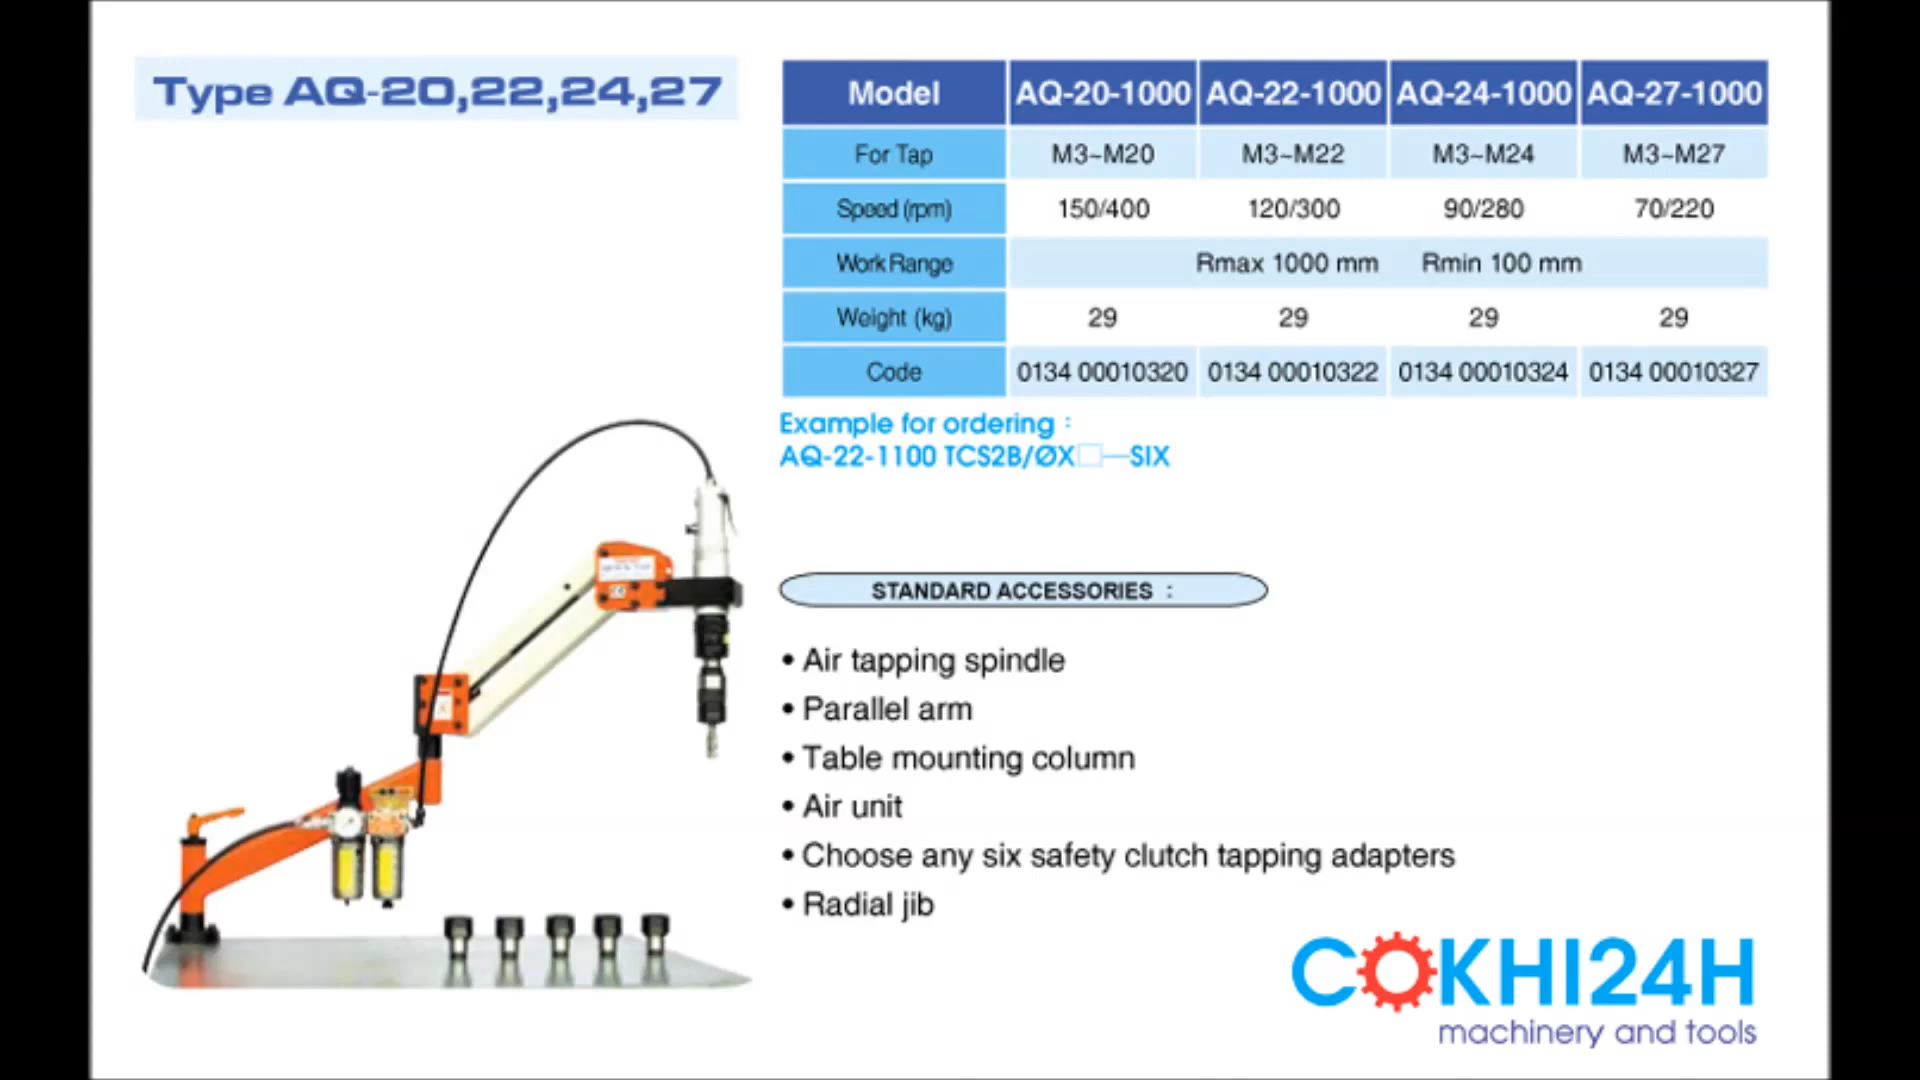 Type AQ-20,22,24,27
Model AQ-20-1000 AQ-22-1000 AQ-24-1000 AQ-27-1000
For Tap M3~M20 M3~M22 M3~M24 M3~M27
Speed (rpm) 150/400 120/300 90/280 70/220
Work Range Rmax 1000 mm Rmin 100 mm
Weight (kg) 29 29 29 29
Code 0134 00010320 0134 00010322 0134 00010324 0134 00010327
Example for ordering :
AQ-22-1100 TCS2B/ØX□—SIX
STANDARD ACCESSORIES :
• Air tapping spindle
• Parallel arm
• Table mounting column
• Air unit
• Choose any six safety clutch tapping adapters
• Radial jib
COKHI24H
machinery and tools